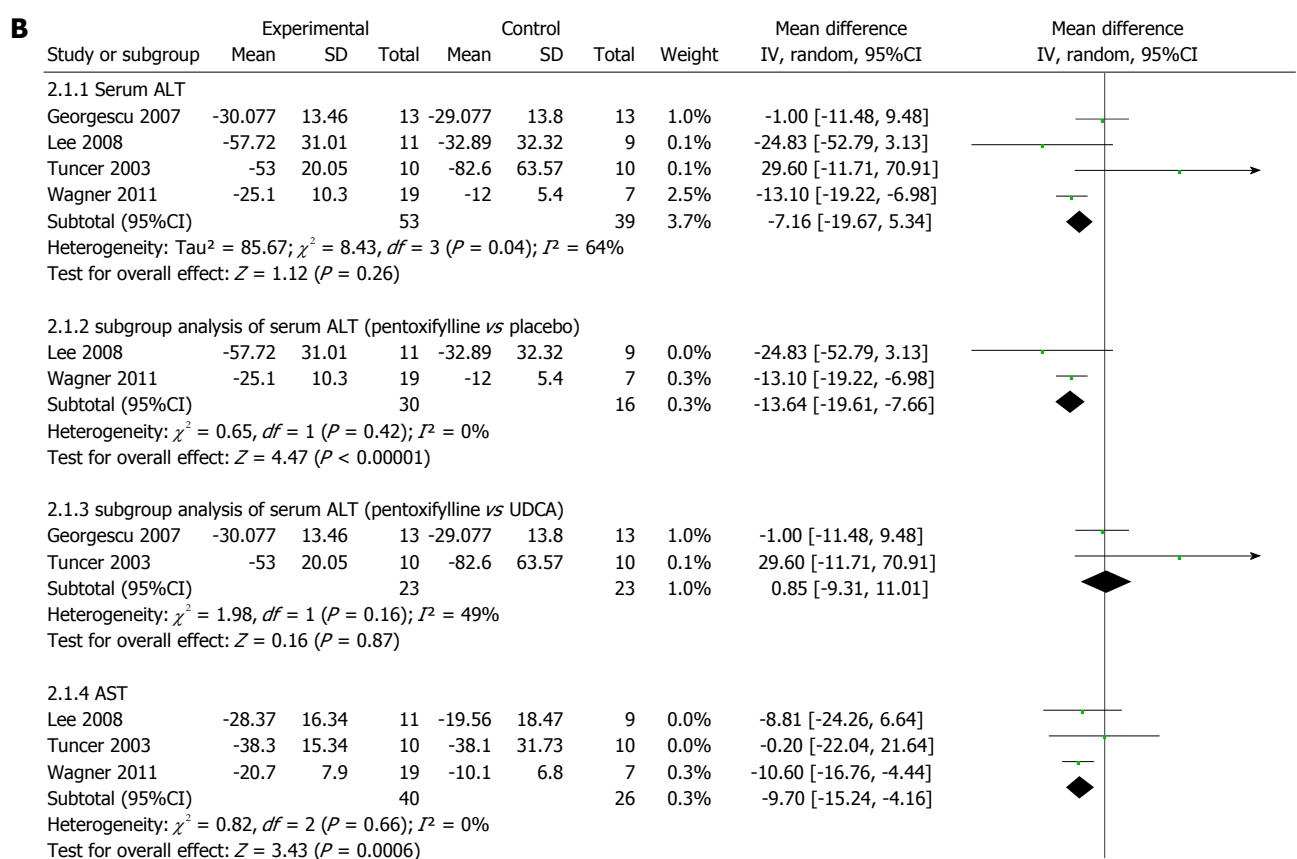 B
Experimental Control Mean difference Mean difference
Study or subgroup Mean SD Total Mean SD Total Weight IV, random, 95%CI IV, random, 95%CI
2.1.1 Serum ALT
Georgescu 2007 -30.077 13.46 13 -29.077 13.8 13 1.0% -1.00 [-11.48, 9.48]
Lee 2008 -57.72 31.01 11 -32.89 32.32 9 0.1% -24.83 [-52.79, 3.13]
Tuncer 2003 -53 20.05 10 -82.6 63.57 10 0.1% 29.60 [-11.71, 70.91]
Wagner 2011 -25.1 10.3 19 -12 5.4 7 2.5% -13.10 [-19.22, -6.98]
Subtotal (95%CI) 53 39 3.7% -7.16 [-19.67, 5.34]
Heterogeneity: Tau² = 85.67; χ² = 8.43, df = 3 (P = 0.04); I² = 64%
Test for overall effect: Z = 1.12 (P = 0.26)
2.1.2 subgroup analysis of serum ALT (pentoxifylline vs placebo)
Lee 2008 -57.72 31.01 11 -32.89 32.32 9 0.0% -24.83 [-52.79, 3.13]
Wagner 2011 -25.1 10.3 19 -12 5.4 7 0.3% -13.10 [-19.22, -6.98]
Subtotal (95%CI) 30 16 0.3% -13.64 [-19.61, -7.66]
Heterogeneity: χ² = 0.65, df = 1 (P = 0.42); I² = 0%
Test for overall effect: Z = 4.47 (P < 0.00001)
2.1.3 subgroup analysis of serum ALT (pentoxifylline vs UDCA)
Georgescu 2007 -30.077 13.46 13 -29.077 13.8 13 1.0% -1.00 [-11.48, 9.48]
Tuncer 2003 -53 20.05 10 -82.6 63.57 10 0.1% 29.60 [-11.71, 70.91]
Subtotal (95%CI) 23 23 1.0% 0.85 [-9.31, 11.01]
Heterogeneity: χ² = 1.98, df = 1 (P = 0.16); I² = 49%
Test for overall effect: Z = 0.16 (P = 0.87)
2.1.4 AST
Lee 2008 -28.37 16.34 11 -19.56 18.47 9 0.0% -8.81 [-24.26, 6.64]
Tuncer 2003 -38.3 15.34 10 -38.1 31.73 10 0.0% -0.20 [-22.04, 21.64]
Wagner 2011 -20.7 7.9 19 -10.1 6.8 7 0.3% -10.60 [-16.76, -4.44]
Subtotal (95%CI) 40 26 0.3% -9.70 [-15.24, -4.16]
Heterogeneity: χ² = 0.82, df = 2 (P = 0.66); I² = 0%
Test for overall effect: Z = 3.43 (P = 0.0006)